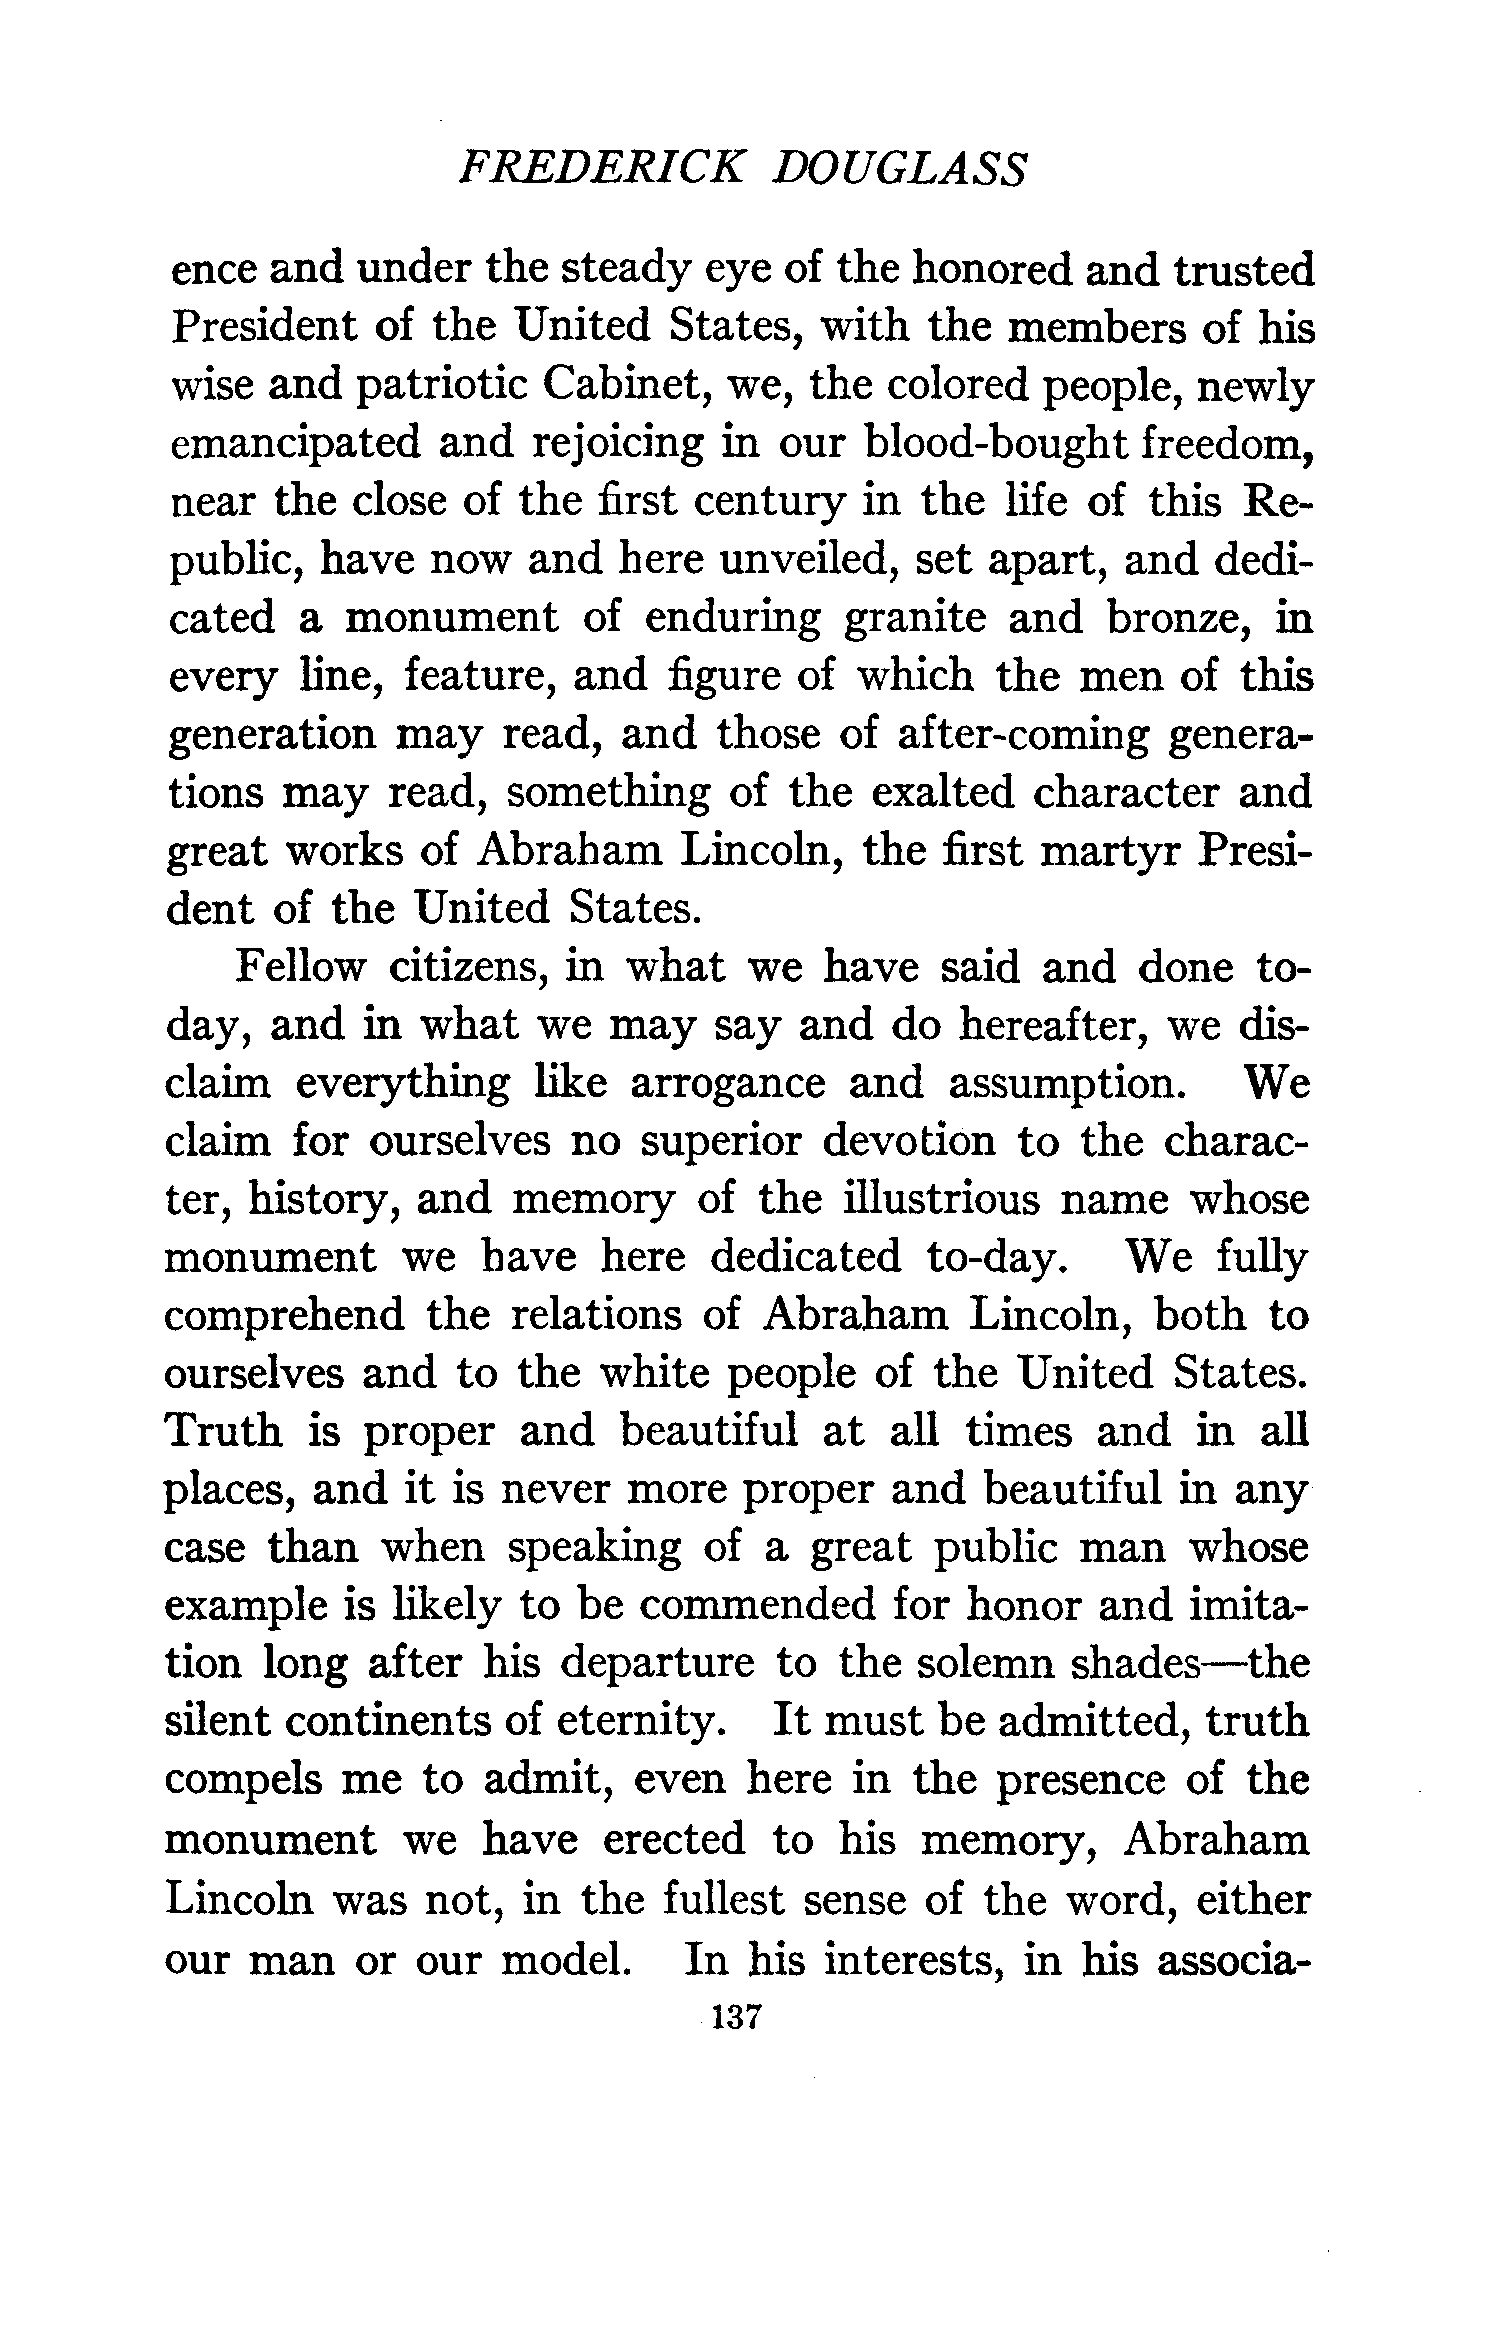 FREDERICK DOUGLASS
ence and under the steady eye of the honored and trusted
President of the United States, with the members of his
wise and patriotic Cabinet, we, the colored people, newly
emancipated and rejoicing in our blood-bought freedom,
near the close of the first century in the life of this Re-
public, have now and here unveiled, set apart, and dedi-
cated a monument of enduring granite and bronze, in
every line, feature, and figure of which the men of this
generation may read, and those of after-coming genera-
tions may read, something of the exalted character and
great works of Abraham Lincoln, the first martyr Presi-
dent of the United States.
Fellow citizens, in what we have said and done to-
day, and in what we may say and do hereafter, we dis-
claim everything like arrogance and assumption. We
claim for ourselves no superior devotion to the charac-
ter, history, and memory of the illustrious name whose
monument we have here dedicated to-day. We fully
comprehend the relations of Abraham Lincoln, both to
ourselves and to the white people of the United States.
Truth is proper and beautiful at all times and in all
places, and it is never more proper and beautiful in any
case than when speaking of a great public man whose
example is likely to be commended for honor and imita-
tion long after his departure to the solemn shades—the
silent continents of eternity. It must be admitted, truth
compels me to admit, even here in the presence of the
monument we have erected to his memory, Abraham
Lincoln was not, in the fullest sense of the word, either
our man or our model. In his interests, in his associa-
137